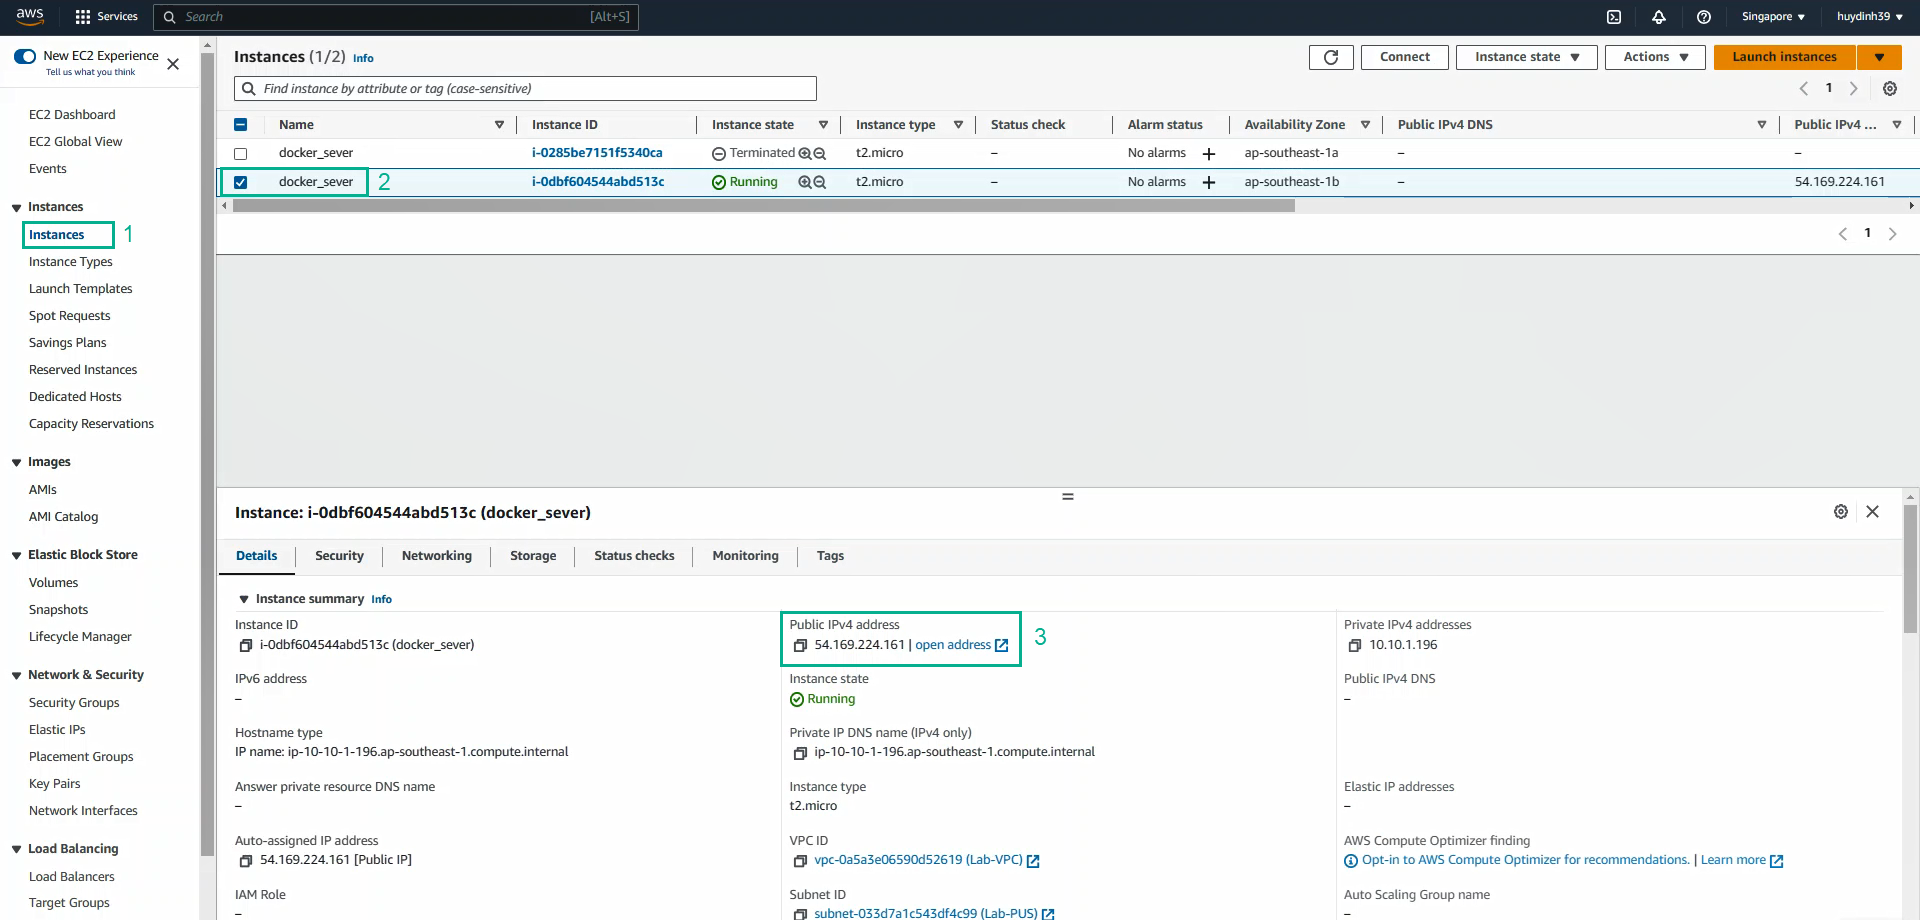 aws Services Search [Alt+S] Singapore huydinh39
New EC2 Experience
Tell us what you think
EC2 Dashboard
EC2 Global View
Events
Instances
Instances 1
Instance Types
Launch Templates
Spot Requests
Savings Plans
Reserved Instances
Dedicated Hosts
Capacity Reservations
Images
AMIs
AMI Catalog
Elastic Block Store
Volumes
Snapshots
Lifecycle Manager
Network & Security
Security Groups
Elastic IPs
Placement Groups
Key Pairs
Network Interfaces
Load Balancing
Load Balancers
Target Groups
Instances (1/2) Info Connect Instance state Actions Launch instances
Find instance by attribute or tag (case-sensitive) 1
Name Instance ID Instance state Instance type Status check Alarm status Availability Zone Public IPv4 DNS Public IPv4 ...
docker_sever i-0285be7151f5340ca Terminated t2.micro – No alarms + ap-southeast-1a – –
docker_sever 2 i-0dbf604544abd513c Running t2.micro – No alarms + ap-southeast-1b – 54.169.224.161
1
Instance: i-0dbf604544abd513c (docker_sever)
Details Security Networking Storage Status checks Monitoring Tags
Instance summary Info
Instance ID Public IPv4 address Private IPv4 addresses
i-0dbf604544abd513c (docker_sever) 54.169.224.161 | open address 3 10.10.1.196
IPv6 address Instance state Public IPv4 DNS
– Running –
Hostname type Private IP DNS name (IPv4 only)
IP name: ip-10-10-1-196.ap-southeast-1.compute.internal ip-10-10-1-196.ap-southeast-1.compute.internal
Answer private resource DNS name Instance type Elastic IP addresses
– t2.micro –
Auto-assigned IP address VPC ID AWS Compute Optimizer finding
54.169.224.161 [Public IP] vpc-0a5a3e06590d52619 (Lab-VPC) Opt-in to AWS Compute Optimizer for recommendations. | Learn more
IAM Role Subnet ID Auto Scaling Group name
– subnet-033d7a1c543df4c99 (Lab-PUS) –